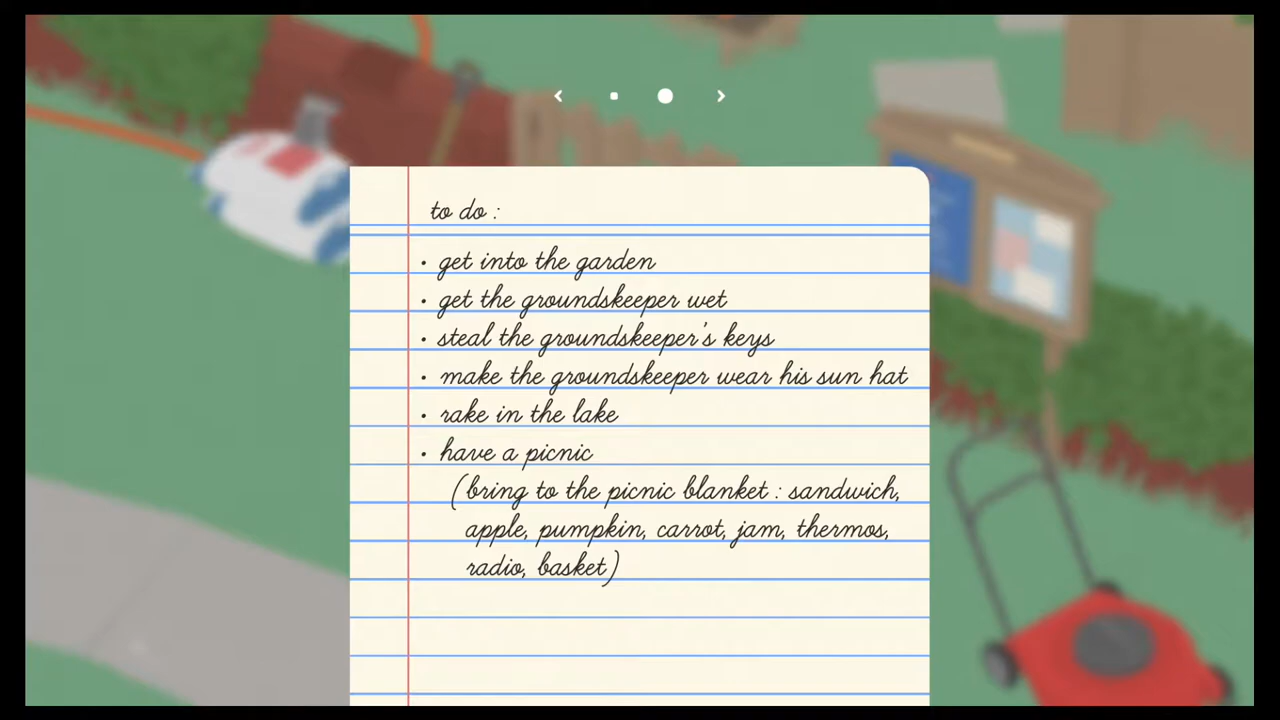 to do :
• get into the garden
• get the groundskeeper wet
• steal the groundskeeper's keys
• make the groundskeeper wear his sun hat
• rake in the lake
• have a picnic
(bring to the picnic blanket : sandwich,
apple, pumpkin, carrot, jam, thermos,
radio, basket)